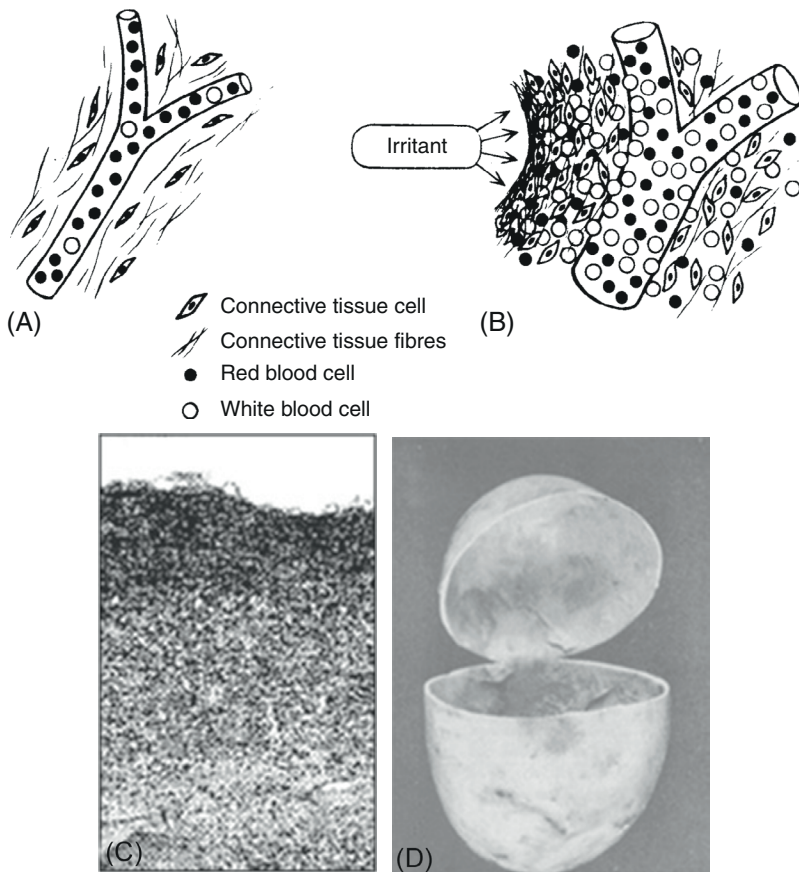 Irritant
(A)
(B)
Connective tissue cell
Connective tissue fibres
Red blood cell
White blood cell
(C)
(D)